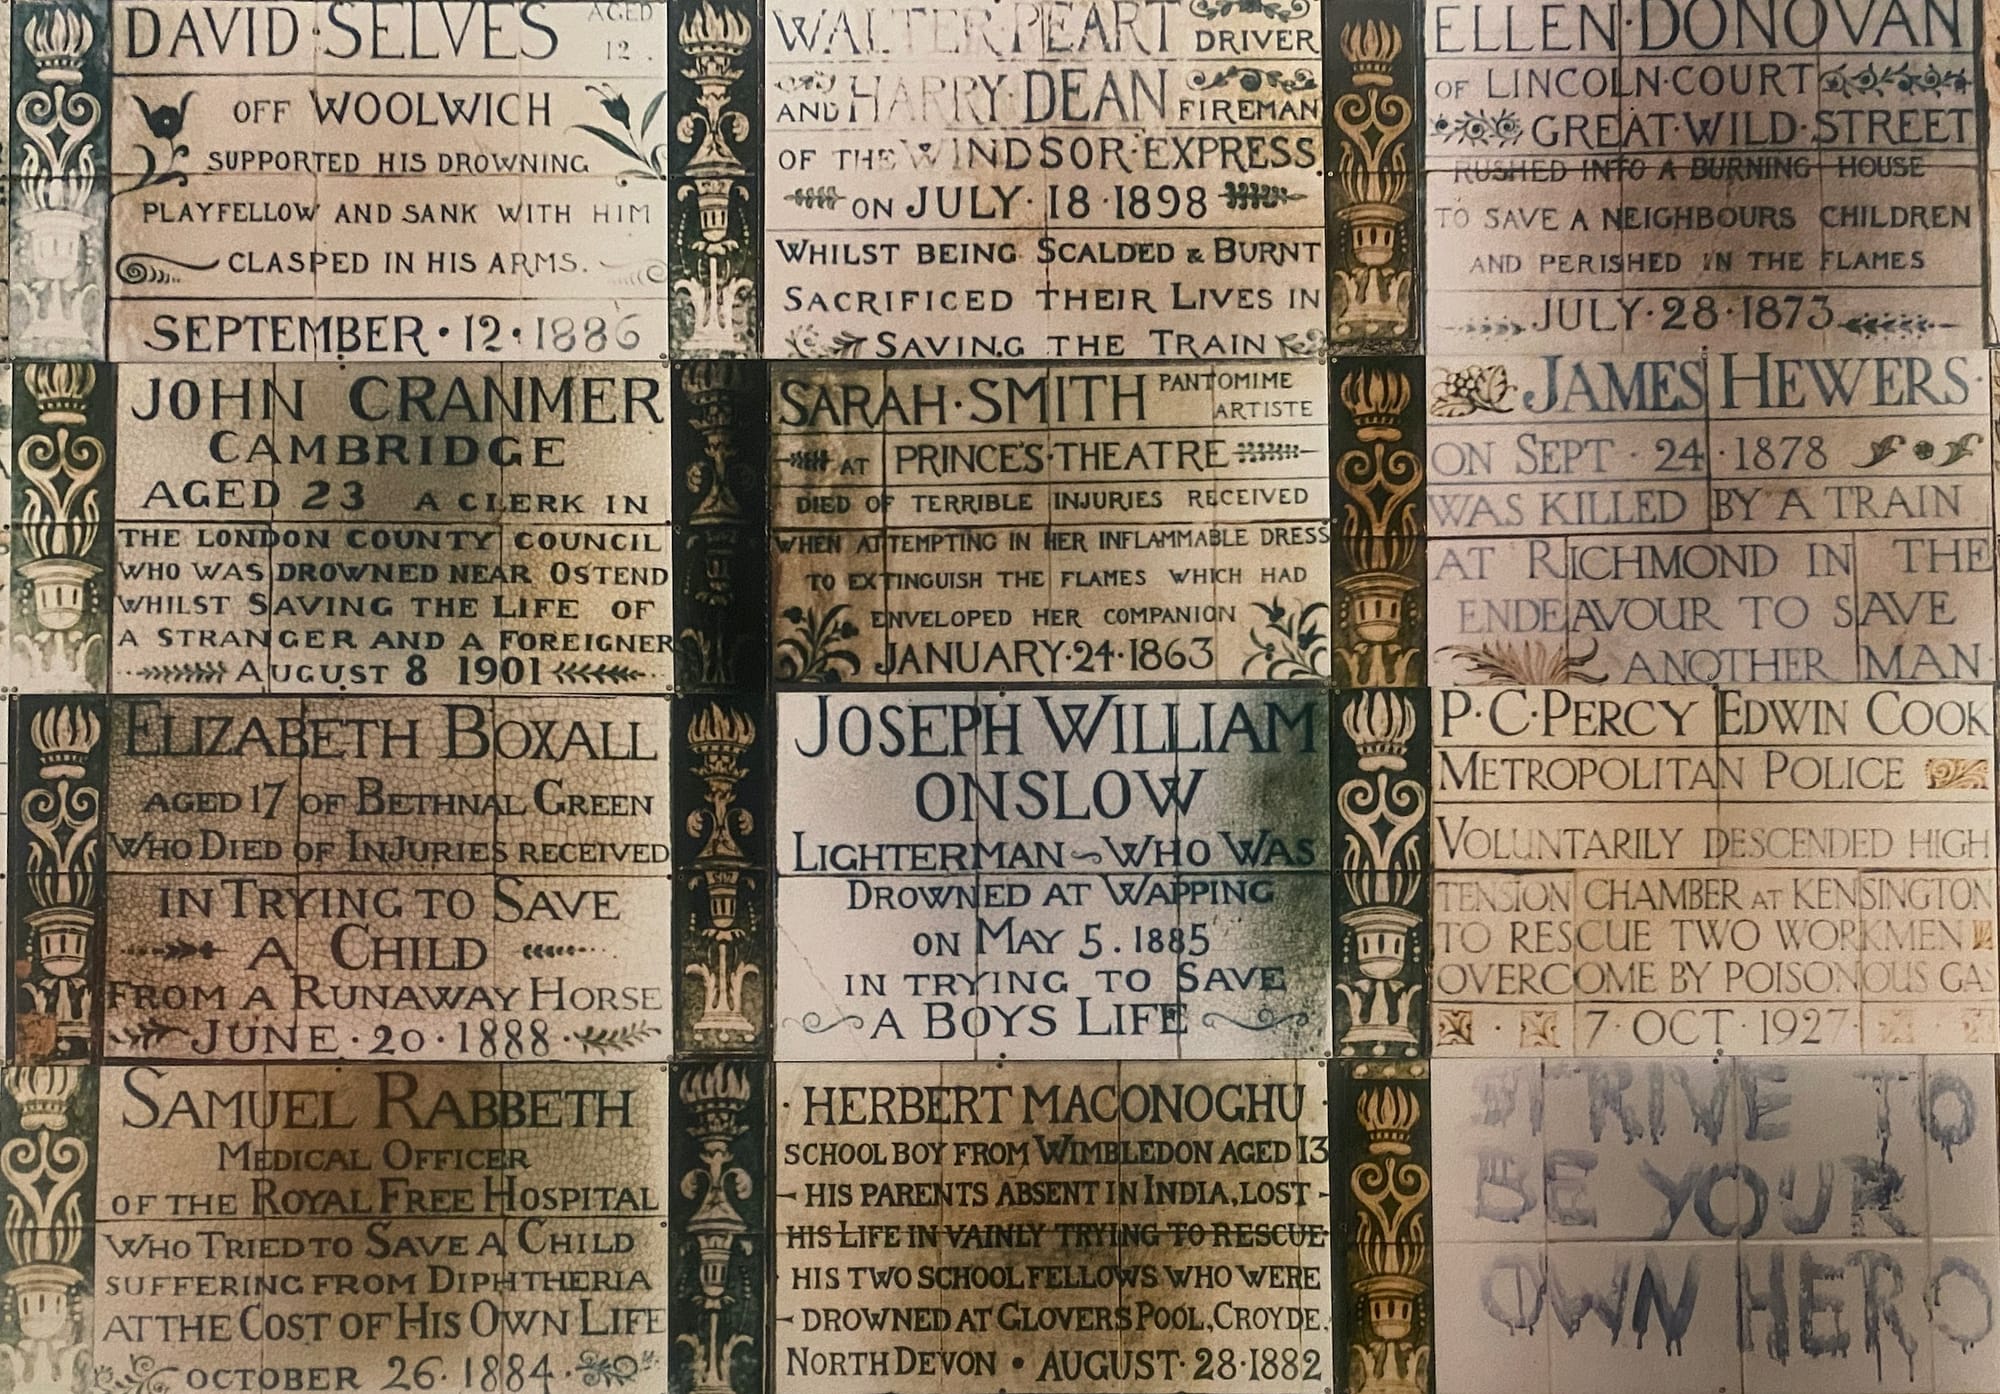 DAVID·SELVES AGED 12.
OFF WOOLWICH
SUPPORTED HIS DROWNING
PLAYFELLOW AND SANK WITH HIM
CLASPED IN HIS ARMS.
SEPTEMBER·12·1886
WALTER·PEART DRIVER
AND HARRY·DEAN FIREMAN
OF THE WINDSOR·EXPRESS
ON JULY·18·1898
WHILST BEING SCALDED & BURNT
SACRIFICED THEIR LIVES IN
SAVING THE TRAIN
ELLEN·DONOVAN
OF LINCOLN·COURT
GREAT·WILD·STREET
RUSHED INTO A BURNING HOUSE
TO SAVE A NEIGHBOURS CHILDREN
AND PERISHED IN THE FLAMES
JULY·28·1873
JOHN CRANMER
CAMBRIDGE
AGED 23 A CLERK IN
THE LONDON COUNTY COUNCIL
WHO WAS DROWNED NEAR OSTEND
WHILST SAVING THE LIFE OF
A STRANGER AND A FOREIGNER
AUGUST 8 1901
SARAH·SMITH PANTOMIME ARTISTE
AT PRINCE'S·THEATRE
DIED OF TERRIBLE INJURIES RECEIVED
WHEN ATTEMPTING IN HER INFLAMMABLE DRESS
TO EXTINGUISH THE FLAMES WHICH HAD
ENVELOPED HER COMPANION
JANUARY·24·1863
JAMES HEWERS·
ON SEPT·24·1878
WAS KILLED BY A TRAIN
AT RICHMOND IN THE
ENDEAVOUR TO SAVE
ANOTHER MAN
ELIZABETH BOXALL
AGED 17 OF BETHNAL GREEN
WHO DIED OF INJURIES RECEIVED
IN TRYING TO SAVE
A CHILD
FROM A RUNAWAY HORSE
JUNE·20·1888
JOSEPH WILLIAM
ONSLOW
LIGHTERMAN~WHO WAS
DROWNED AT WAPPING
ON MAY 5.1885
IN TRYING TO SAVE
A BOYS LIFE
P·C·PERCY EDWIN COOK
METROPOLITAN POLICE
VOLUNTARILY DESCENDED HIGH
TENSION CHAMBER AT KENSINGTON
TO RESCUE TWO WORKMEN
OVERCOME BY POISONOUS GAS
7·OCT·1927·
SAMUEL RABBETH
MEDICAL OFFICER
OF THE ROYAL FREE HOSPITAL
WHO TRIED TO SAVE A CHILD
SUFFERING FROM DIPHTHERIA
AT THE COST OF HIS OWN LIFE
OCTOBER 26·1884·
·HERBERT MACONOGHU·
SCHOOL BOY FROM WIMBLEDON AGED 13
- HIS PARENTS ABSENT IN INDIA, LOST -
HIS LIFE IN VAINLY TRYING TO RESCUE
HIS TWO SCHOOLFELLOWS WHO WERE
- DROWNED AT GLOVERS POOL, CROYDE.
NORTH DEVON • AUGUST·28·1882
STRIVE TO
BE YOUR
OWN HERO